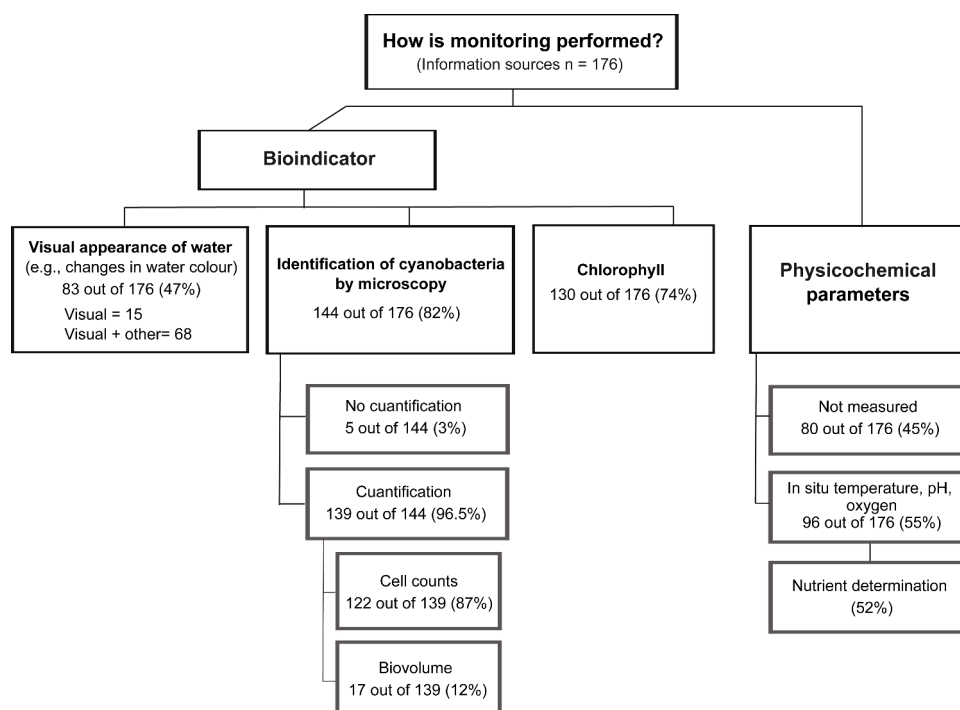 How is monitoring performed?
(Information sources n = 176)
Bioindicator
Visual appearance of water
(e.g., changes in water colour)
83 out of 176 (47%)
Visual = 15
Visual + other= 68
Identification of cyanobacteria
by microscopy
144 out of 176 (82%)
Chlorophyll
130 out of 176 (74%)
Physicochemical
parameters
No cuantification
5 out of 144 (3%)
Cuantification
139 out of 144 (96.5%)
Cell counts
122 out of 139 (87%)
Biovolume
17 out of 139 (12%)
Not measured
80 out of 176 (45%)
In situ temperature, pH,
oxygen
96 out of 176 (55%)
Nutrient determination
(52%)